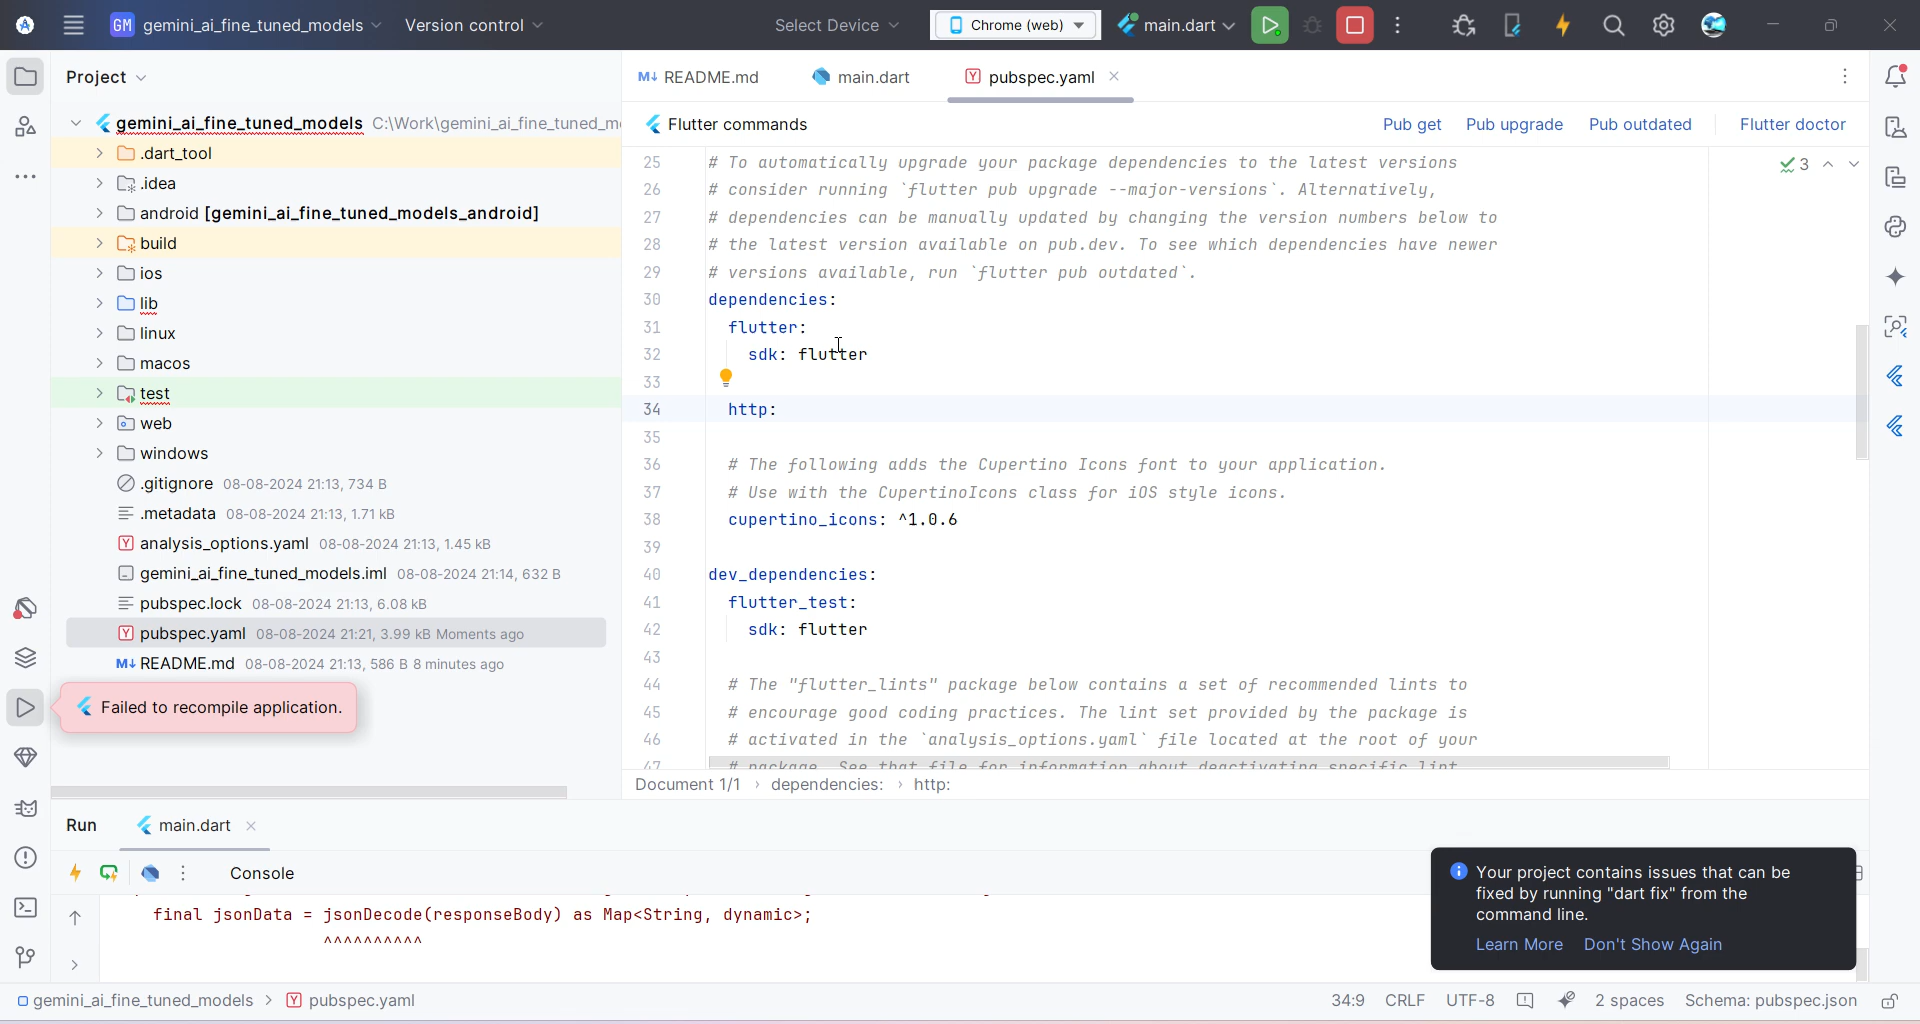 GM gemini_ai_fine_tuned_models Version control Select Device Chrome (web) main.dart
Project
gemini_ai_fine_tuned_models C:\Work\gemini_ai_fine_tuned_m
.dart_tool
.idea
android [gemini_ai_fine_tuned_models_android]
build
ios
lib
linux
macos
test
web
windows
.gitignore 08-08-2024 21:13, 734 B
.metadata 08-08-2024 21:13, 1.71 kB
analysis_options.yaml 08-08-2024 21:13, 1.45 kB
gemini_ai_fine_tuned_models.iml 08-08-2024 21:14, 632 B
pubspec.lock 08-08-2024 21:13, 6.08 kB
pubspec.yaml 08-08-2024 21:21, 3.99 kB Moments ago
README.md 08-08-2024 21:13, 586 B 8 minutes ago
Failed to recompile application.
README.md main.dart pubspec.yaml
Flutter commands Pub get Pub upgrade Pub outdated Flutter doctor
3
25 # To automatically upgrade your package dependencies to the latest versions
26 # consider running `flutter pub upgrade --major-versions`. Alternatively,
27 # dependencies can be manually updated by changing the version numbers below to
28 # the latest version available on pub.dev. To see which dependencies have newer
29 # versions available, run `flutter pub outdated`.
30 dependencies:
31 flutter:
32 sdk: flutter
33
34 http:
35
36 # The following adds the Cupertino Icons font to your application.
37 # Use with the CupertinoIcons class for iOS style icons.
38 cupertino_icons: ^1.0.6
39
40 dev_dependencies:
41 flutter_test:
42 sdk: flutter
43
44 # The "flutter_lints" package below contains a set of recommended lints to
45 # encourage good coding practices. The lint set provided by the package is
46 # activated in the `analysis_options.yaml` file located at the root of your
47 # package. See that file for information about deactivating specific lint
Document 1/1 › dependencies: › http:
Run main.dart
Console
final jsonData = jsonDecode(responseBody) as Map<String, dynamic>;
^^^^^^^^^^
Your project contains issues that can be
fixed by running "dart fix" from the
command line.
Learn More Don't Show Again
gemini_ai_fine_tuned_models > pubspec.yaml 34:9 CRLF UTF-8 2 spaces Schema: pubspec.json